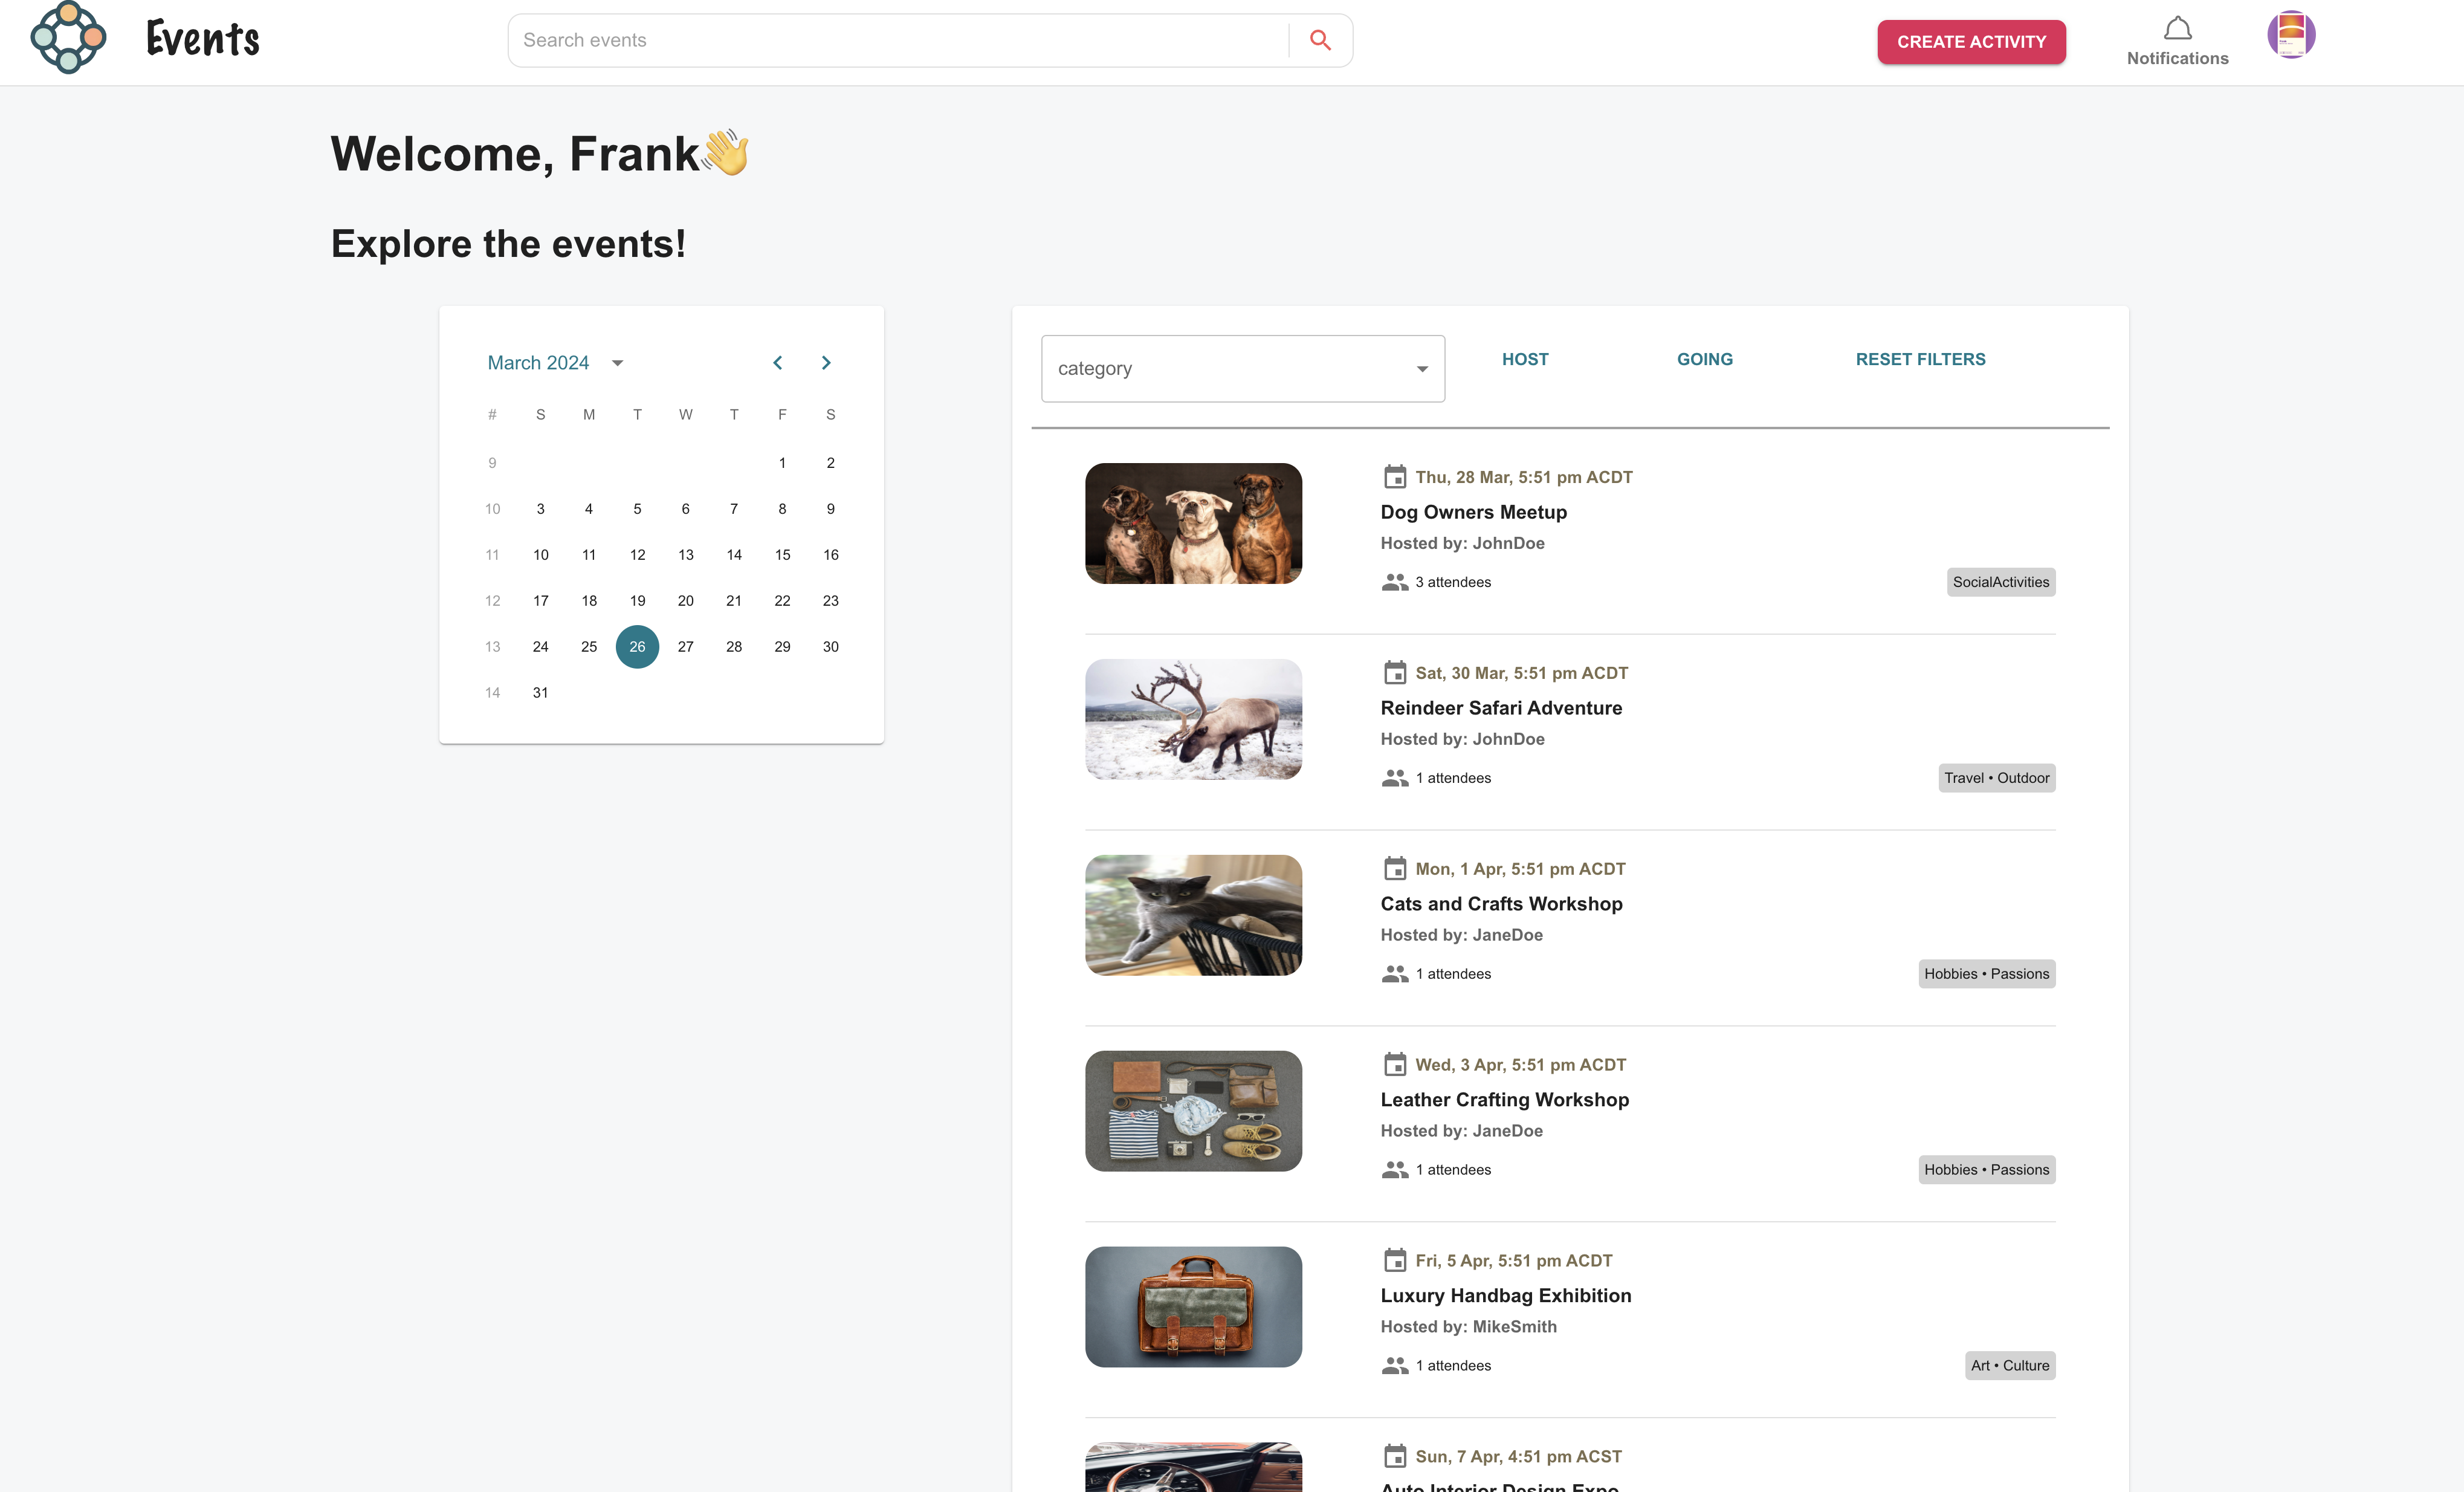 Events
Search events
CREATE ACTIVITY
Notifications
Welcome, Frank👋
Explore the events!
March 2024
# S M T W T F S
9 1 2
10 3 4 5 6 7 8 9
11 10 11 12 13 14 15 16
12 17 18 19 20 21 22 23
13 24 25 26 27 28 29 30
14 31
category
HOST
GOING
RESET FILTERS
Thu, 28 Mar, 5:51 pm ACDT
Dog Owners Meetup
Hosted by: JohnDoe
3 attendees
SocialActivities
Sat, 30 Mar, 5:51 pm ACDT
Reindeer Safari Adventure
Hosted by: JohnDoe
1 attendees
Travel • Outdoor
Mon, 1 Apr, 5:51 pm ACDT
Cats and Crafts Workshop
Hosted by: JaneDoe
1 attendees
Hobbies • Passions
Wed, 3 Apr, 5:51 pm ACDT
Leather Crafting Workshop
Hosted by: JaneDoe
1 attendees
Hobbies • Passions
Fri, 5 Apr, 5:51 pm ACDT
Luxury Handbag Exhibition
Hosted by: MikeSmith
1 attendees
Art • Culture
Sun, 7 Apr, 4:51 pm ACST
Auto Interior Design Expo